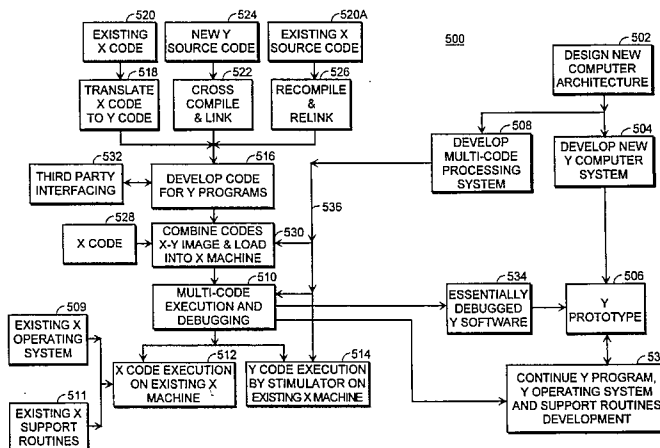 520
EXISTING
X CODE
524
NEW Y
SOURCE CODE
520A
EXISTING X
SOURCE CODE
500
502
DESIGN NEW
COMPUTER
ARCHITECTURE
518
TRANSLATE
X CODE
TO Y CODE
522
CROSS
COMPILE
& LINK
526
RECOMPILE
&
RELINK
508
DEVELOP
MULTI-CODE
PROCESSING
SYSTEM
504
DEVELOP NEW
Y COMPUTER
SYSTEM
532
THIRD PARTY
INTERFACING
516
DEVELOP CODE
FOR Y PROGRAMS
536
528
X CODE
530
COMBINE CODES
X-Y IMAGE & LOAD
INTO X MACHINE
510
MULTI-CODE
EXECUTION AND
DEBUGGING
534
ESSENTIALLY
DEBUGGED
Y SOFTWARE
506
Y
PROTOTYPE
509
EXISTING X
OPERATING
SYSTEM
512
X CODE EXECUTION
ON EXISTING X
MACHINE
514
Y CODE EXECUTION
BY STIMULATOR ON
EXISTING X MACHINE
511
EXISTING X
SUPPORT
ROUTINES
CONTINUE Y PROGRAM,
Y OPERATING SYSTEM
AND SUPPORT ROUTINES
DEVELOPMENT